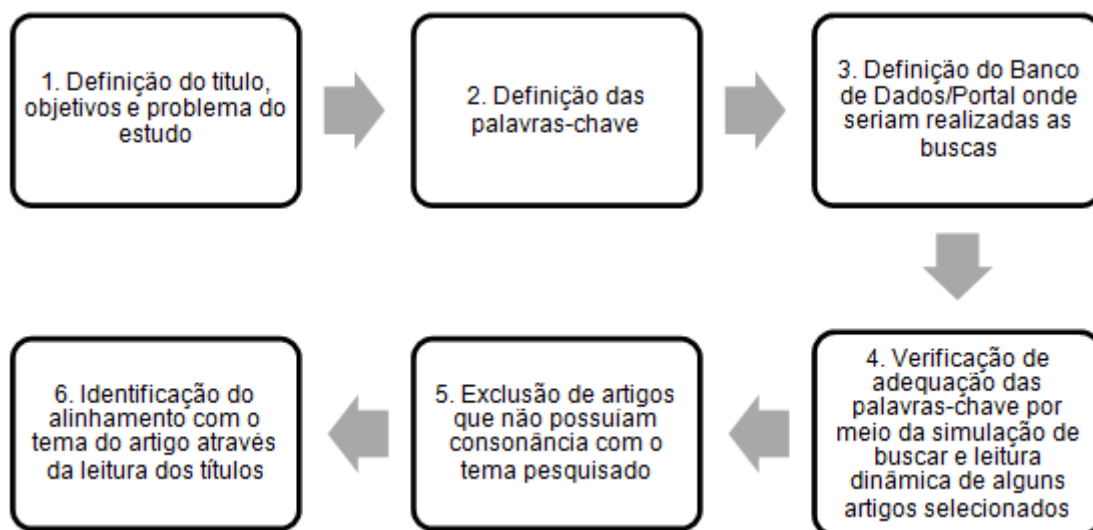 1. Definição do título,
objetivos e problema do
estudo
2. Definição das
palavras-chave
3. Definição do Banco
de Dados/Portal onde
seriam realizadas as
buscas
4. Verificação de
adequação das
palavras-chave por
meio da simulação de
buscar e leitura
dinâmica de alguns
artigos selecionados
5. Exclusão de artigos
que não possuíam
consonância com o
tema pesquisado
6. Identificação do
alinhamento com o
tema do artigo através
da leitura dos títulos